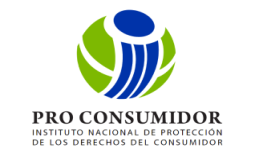 PRO CONSUMIDOR
INSTITUTO NACIONAL DE PROTECCIÓN
DE LOS DERECHOS DEL CONSUMIDOR